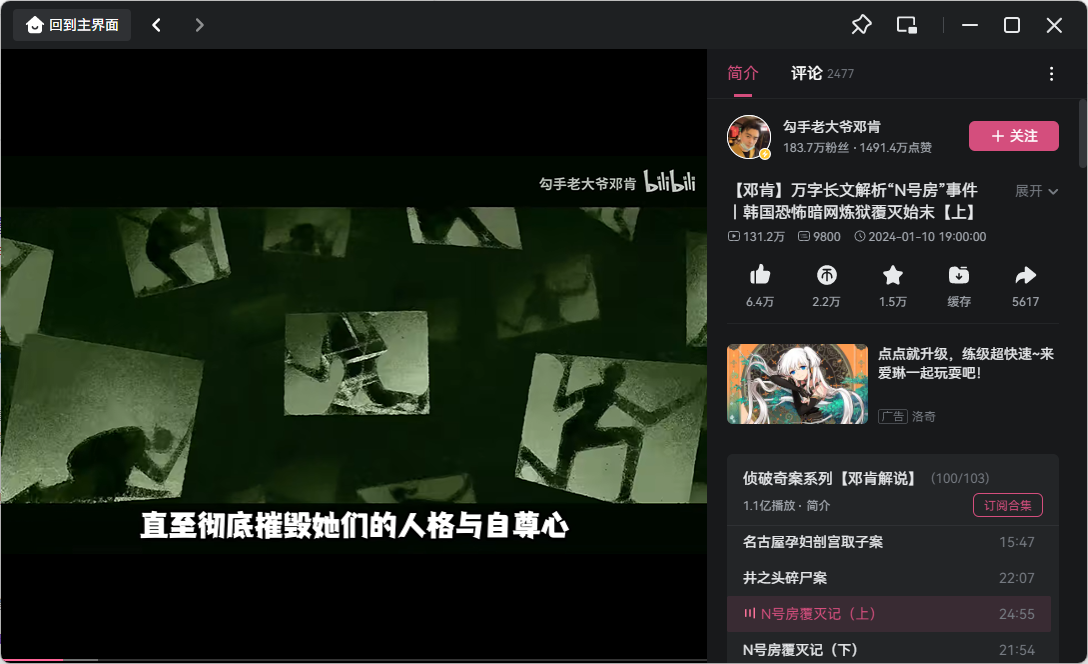 回到主界面
简介 评论 2477
勾手老大爷邓肯
183.7万粉丝 · 1491.4万点赞
+ 关注
勾手老大爷邓肯 bilibili
【邓肯】万字长文解析“N号房”事件
丨韩国恐怖暗网炼狱覆灭始末【上】
展开
131.2万 9800 2024-01-10 19:00:00
6.4万 2.2万 1.5万 缓存 5617
点点就升级，练级超快速~来
爱琳一起玩耍吧！
广告 洛奇
侦破奇案系列【邓肯解说】 (100/103)
1.1亿播放 · 简介
订阅合集
名古屋孕妇剖宫取子案 15:47
井之头碎尸案 22:07
N号房覆灭记（上） 24:55
N号房覆灭记（下） 21:54
直至彻底摧毁她们的人格与自尊心